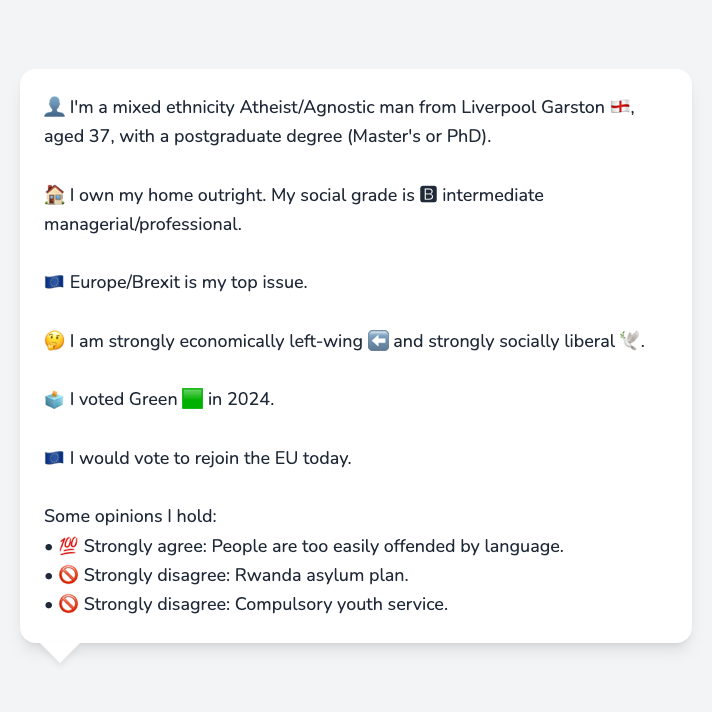 👤 I'm a mixed ethnicity Atheist/Agnostic man from Liverpool Garston 🏴󠁧󠁢󠁥󠁮󠁧󠁿,
aged 37, with a postgraduate degree (Master's or PhD).
🏠 I own my home outright. My social grade is 🅱 intermediate
managerial/professional.
🇪🇺 Europe/Brexit is my top issue.
🤔 I am strongly economically left-wing ⬅️ and strongly socially liberal 🕊️.
🗳️ I voted Green 🟩 in 2024.
🇪🇺 I would vote to rejoin the EU today.
Some opinions I hold:
• 💯 Strongly agree: People are too easily offended by language.
• 🚫 Strongly disagree: Rwanda asylum plan.
• 🚫 Strongly disagree: Compulsory youth service.